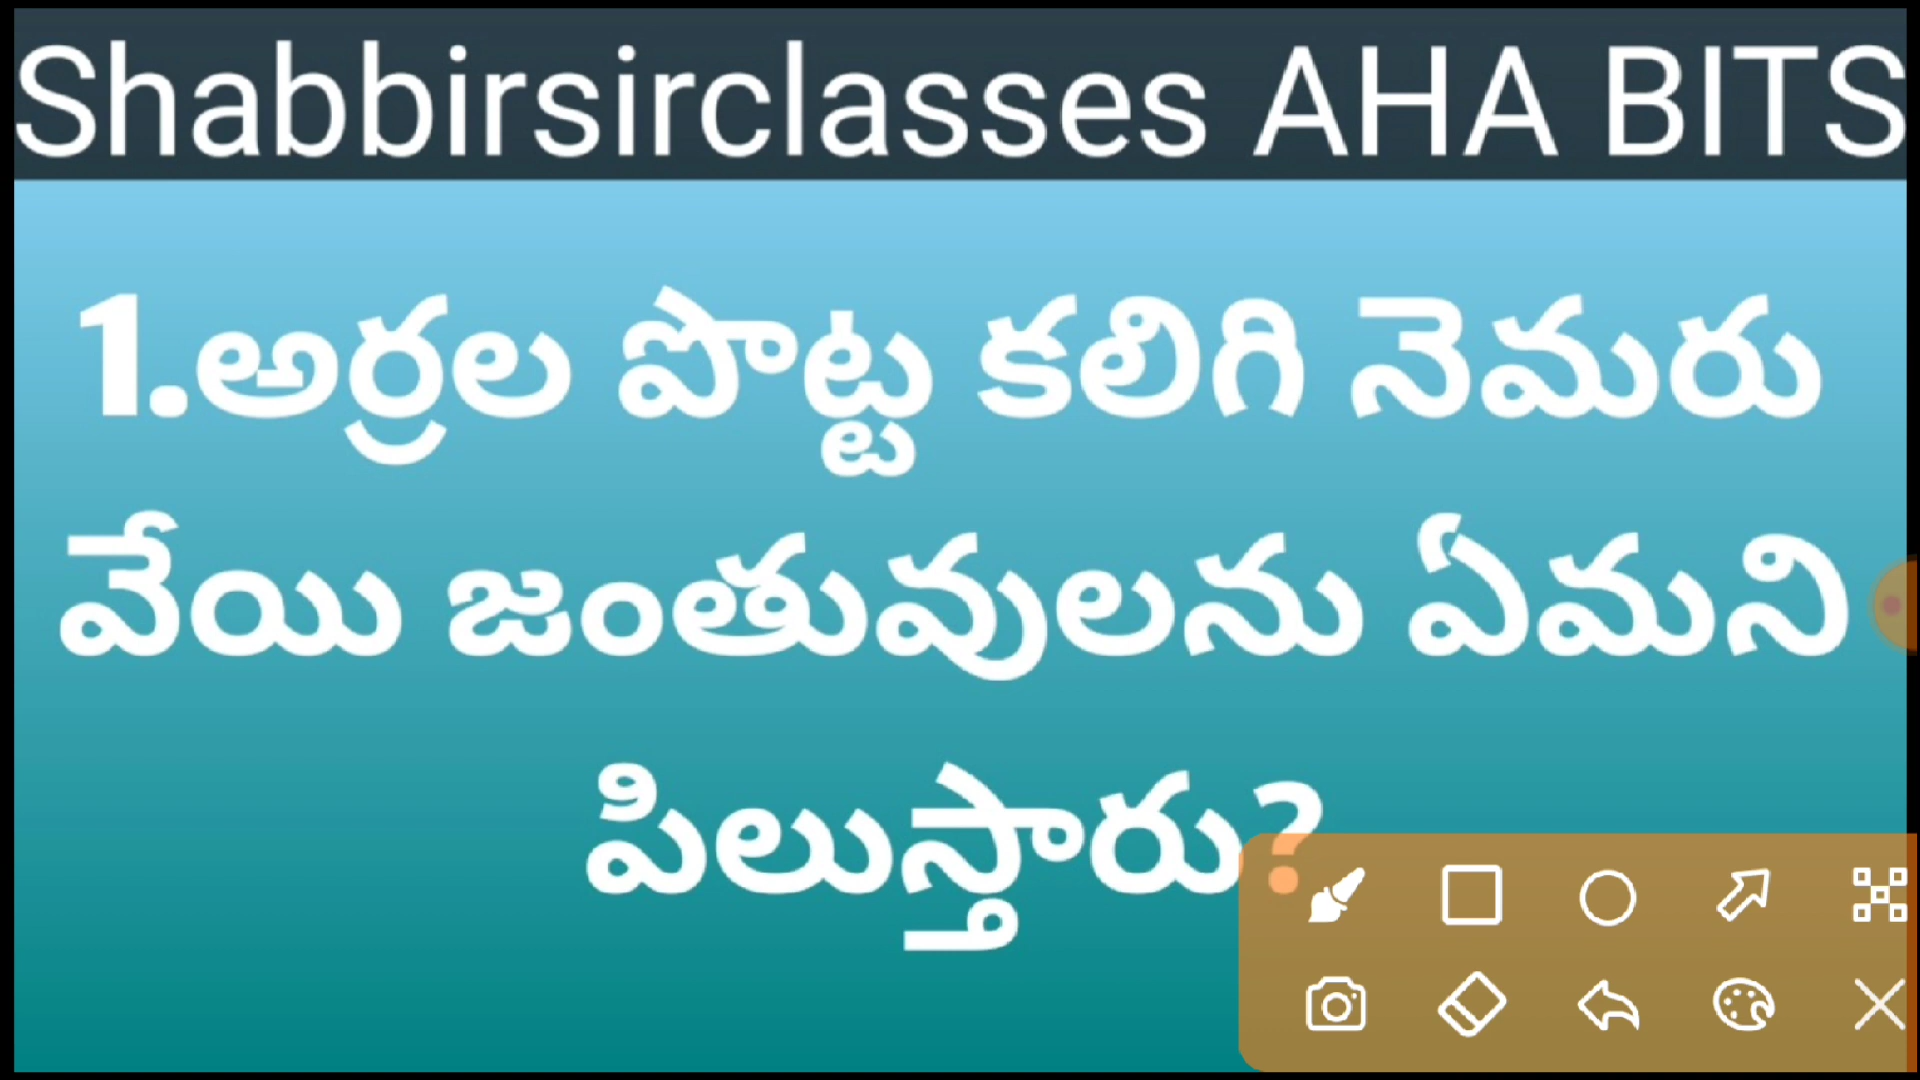 Shabbirsirclasses AHA BITS
1.అర్రల పొట్ట కలిగి నెమరు
వేయి జంతువులను ఏమని
పిలుస్తారు?